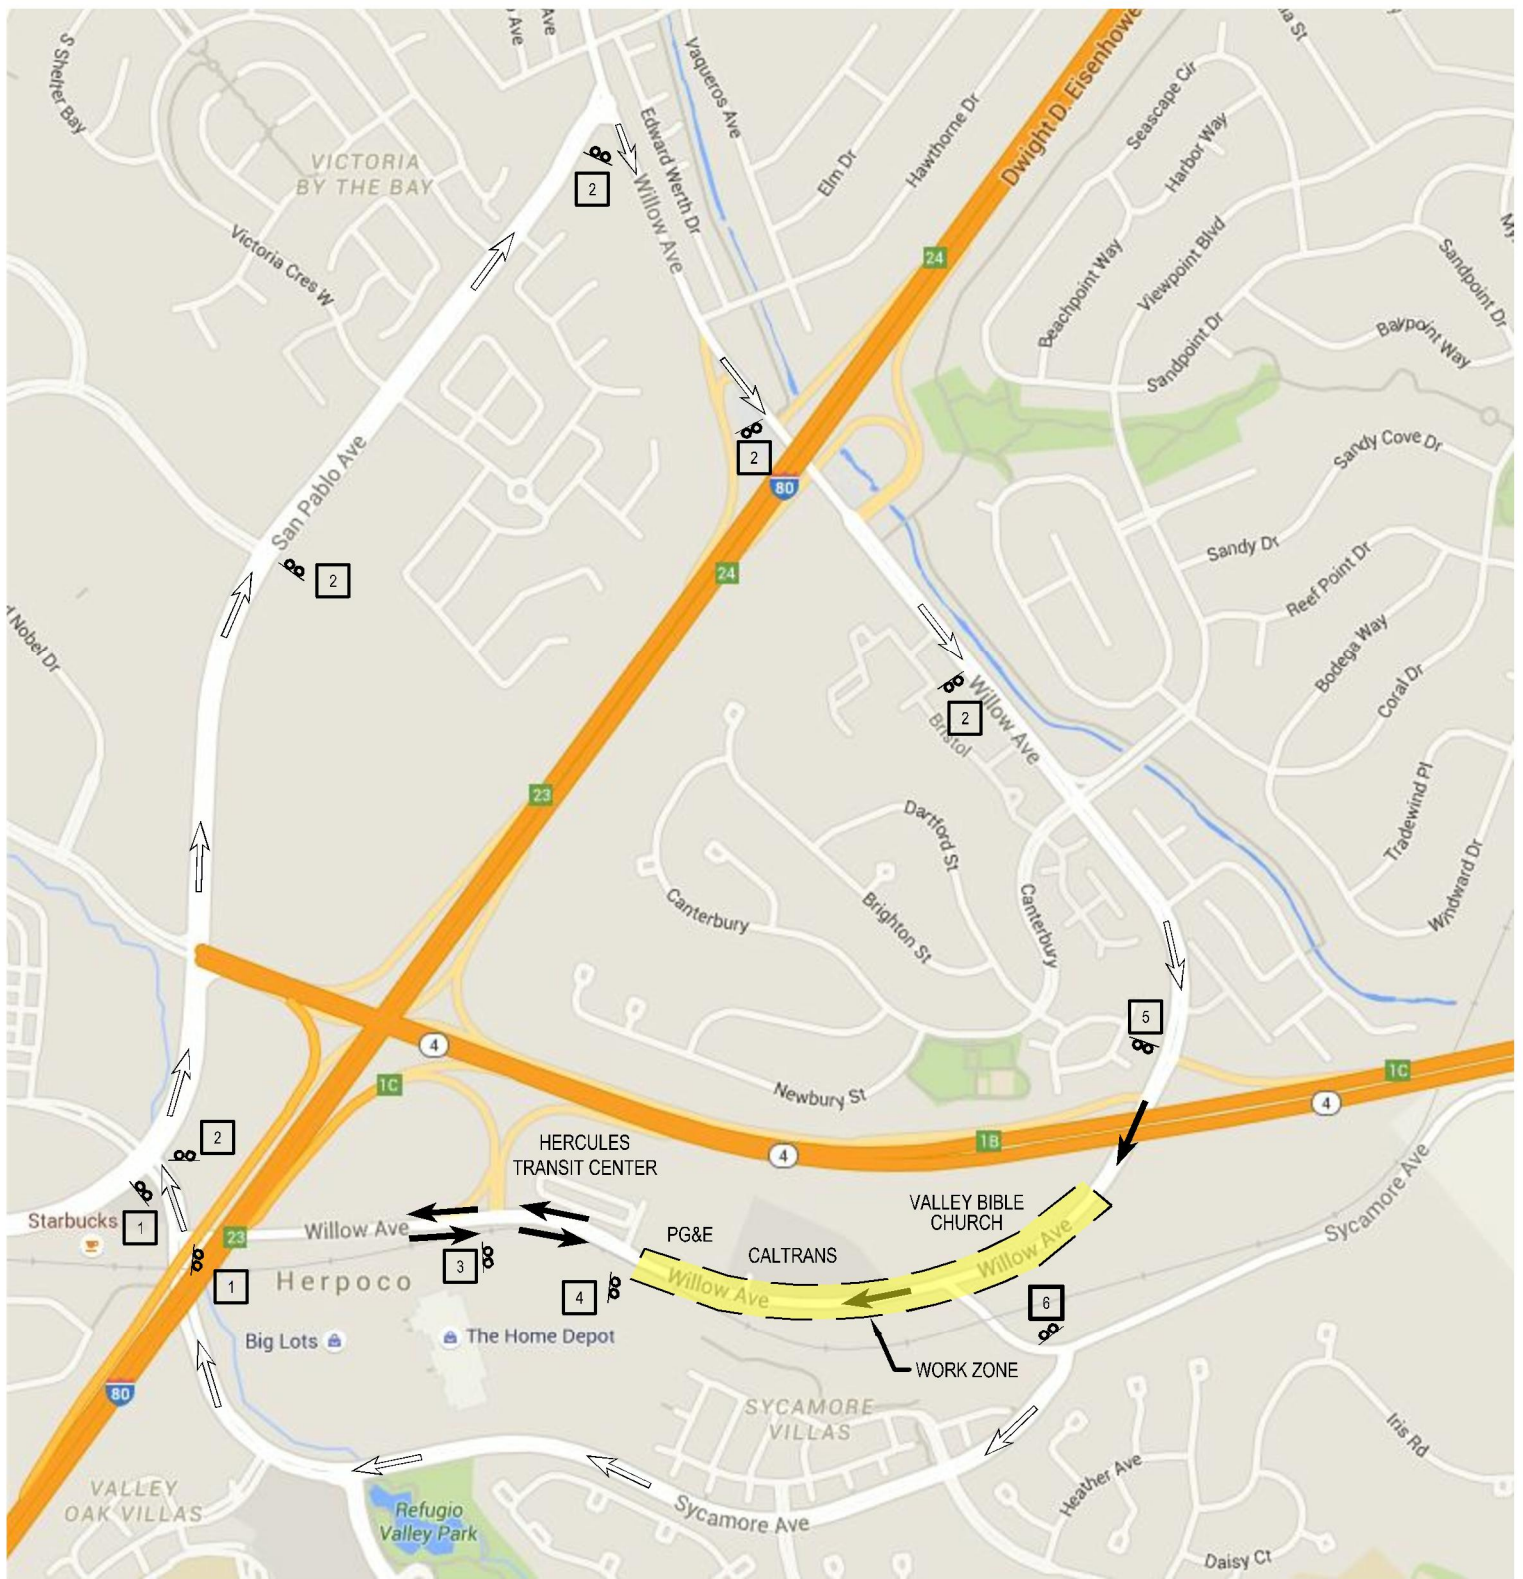 S Shelter Bay
Ave
Ave
Vaqueros Ave
Dwight D. Eisenhowe
Seascape Cir
Harbor Way
Elm Dr
Hawthorne Dr
Edward Werth Dr
VICTORIA
BY THE BAY
2
Willow Ave
Victoria Cres W
24
Beachpoint Way
Viewpoint Blvd
Sandpoint Dr
Sandpoint Dr
Baypoint Way
San Pablo Ave
2
80
2
24
Sandy Cove Dr
Sandy Dr
Reef Point Dr
Bodega Way
Coral Dr
Nobel Dr
Willow Ave
2
Bristol
23
Dartford St
Tradewind Pl
Windward Dr
Canterbury
Brighton St
Canterbury
4
5
1C
1C
Newbury St
4
1B
4
2
HERCULES
TRANSIT CENTER
Starbucks
1
23
Willow Ave
PG&E
VALLEY BIBLE
CHURCH
CALTRANS
Sycamore Ave
3
1
Herpoco
4
Willow Ave
Willow Ave
6
Big Lots
The Home Depot
WORK ZONE
80
SYCAMORE
VILLAS
Iris Rd
Heather Ave
VALLEY
OAK VILLAS
Refugio
Valley Park
Sycamore Ave
Daisy Ct